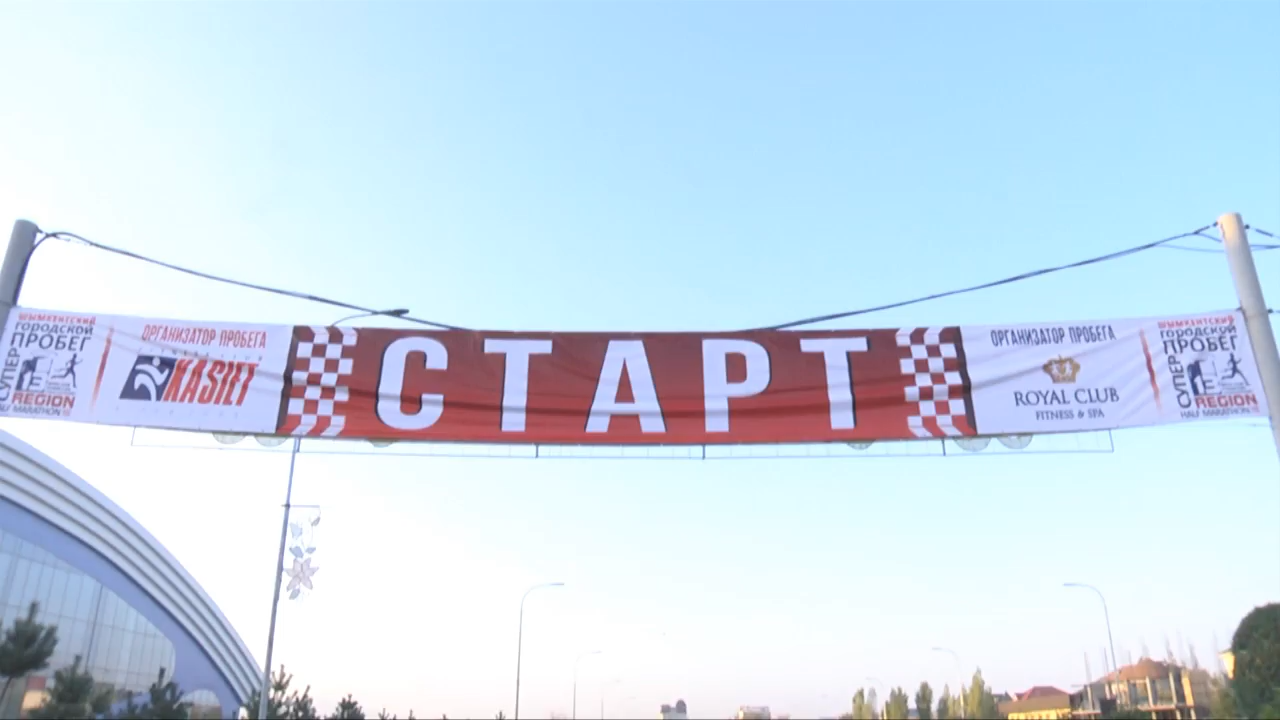 ШЫМКЕНТСКИЙ
ГОРОДСКОЙ
ПРОБЕГ
СУПЕР
REGION
HALF MARATHON
ОРГАНИЗАТОР ПРОБЕГА
KASIET
СТАРТ
ОРГАНИЗАТОР ПРОБЕГА
ROYAL CLUB
FITNESS & SPA
ШЫМКЕНТСКИЙ
ГОРОДСКОЙ
ПРОБЕГ
СУПЕР
REGION
HALF MARATHON